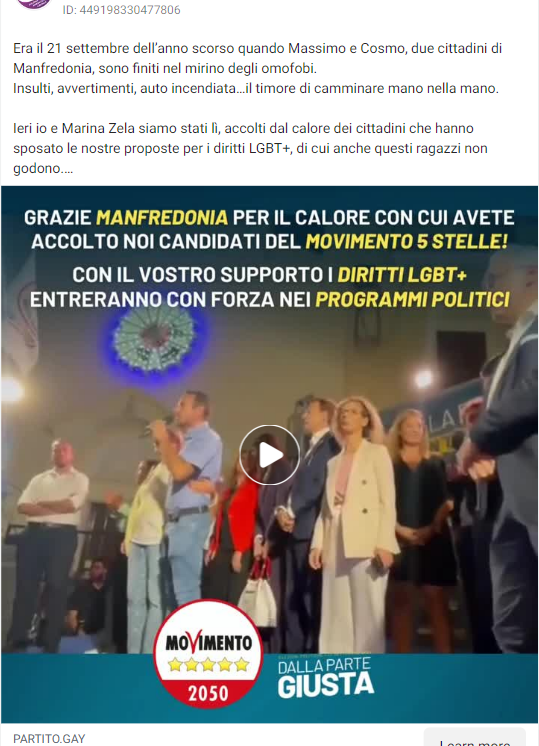 ID: 449198330477806
Era il 21 settembre dell'anno scorso quando Massimo e Cosmo, due cittadini di
Manfredonia, sono finiti nel mirino degli omofobi.
Insulti, avvertimenti, auto incendiata...il timore di camminare mano nella mano.
Ieri io e Marina Zela siamo stati lì, accolti dal calore dei cittadini che hanno
sposato le nostre proposte per i diritti LGBT+, di cui anche questi ragazzi non
godono....
GRAZIE MANFREDONIA PER IL CALORE CON CUI AVETE
ACCOLTO NOI CANDIDATI DEL MOVIMENTO 5 STELLE!
CON IL VOSTRO SUPPORTO I DIRITTI LGBT+
ENTRERANNO CON FORZA NEI PROGRAMMI POLITICI
MOVIMENTO
2050
DALLA PARTE
GIUSTA
PARTITO.GAY
Learn more